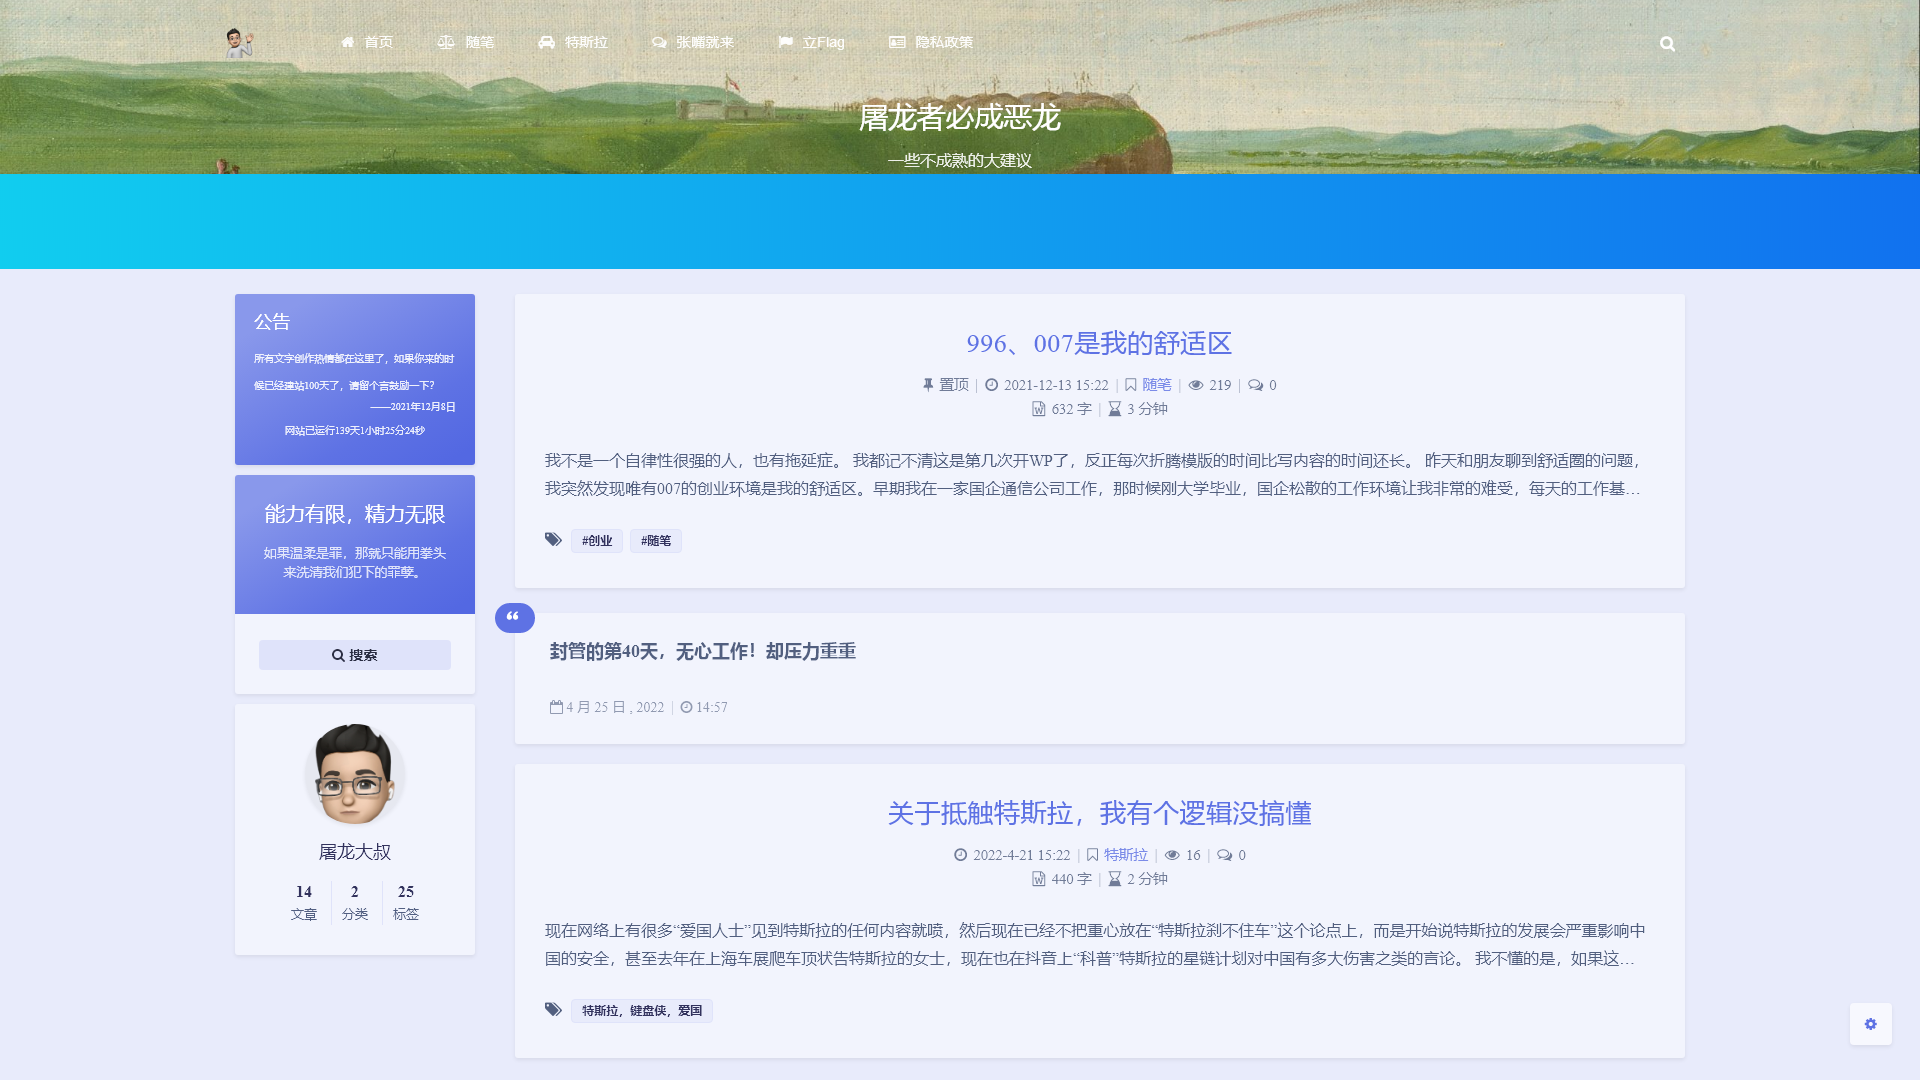 首页 随笔 特斯拉 张嘴就来 立Flag 隐私政策
屠龙者必成恶龙
一些不成熟的大建议
公告
所有文字创作热情都在这里了，如果你来的时
候已经建站100天了，请留个言鼓励一下?
——2021年12月8日
网站已运行139天1小时25分24秒
能力有限，精力无限
如果温柔是罪，那就只能用拳头
来洗清我们犯下的罪孽。
搜索
屠龙大叔
14 2 25
文章 分类 标签
996、007是我的舒适区
置顶 | 2021-12-13 15:22 | 随笔 | 219 | 0
632 字 | 3 分钟
我不是一个自律性很强的人，也有拖延症。 我都记不清这是第几次开WP了，反正每次折腾模版的时间比写内容的时间还长。 昨天和朋友聊到舒适圈的问题，
我突然发现唯有007的创业环境是我的舒适区。早期我在一家国企通信公司工作，那时候刚大学毕业，国企松散的工作环境让我非常的难受，每天的工作基…
#创业 #随笔
封管的第40天，无心工作！却压力重重
4 月 25 日 , 2022 | 14:57
关于抵触特斯拉，我有个逻辑没搞懂
2022-4-21 15:22 | 特斯拉 | 16 | 0
440 字 | 2 分钟
现在网络上有很多“爱国人士”见到特斯拉的任何内容就喷，然后现在已经不把重心放在“特斯拉刹不住车”这个论点上，而是开始说特斯拉的发展会严重影响中
国的安全，甚至去年在上海车展爬车顶状告特斯拉的女士，现在也在抖音上“科普”特斯拉的星链计划对中国有多大伤害之类的言论。 我不懂的是，如果这…
特斯拉，键盘侠，爱国